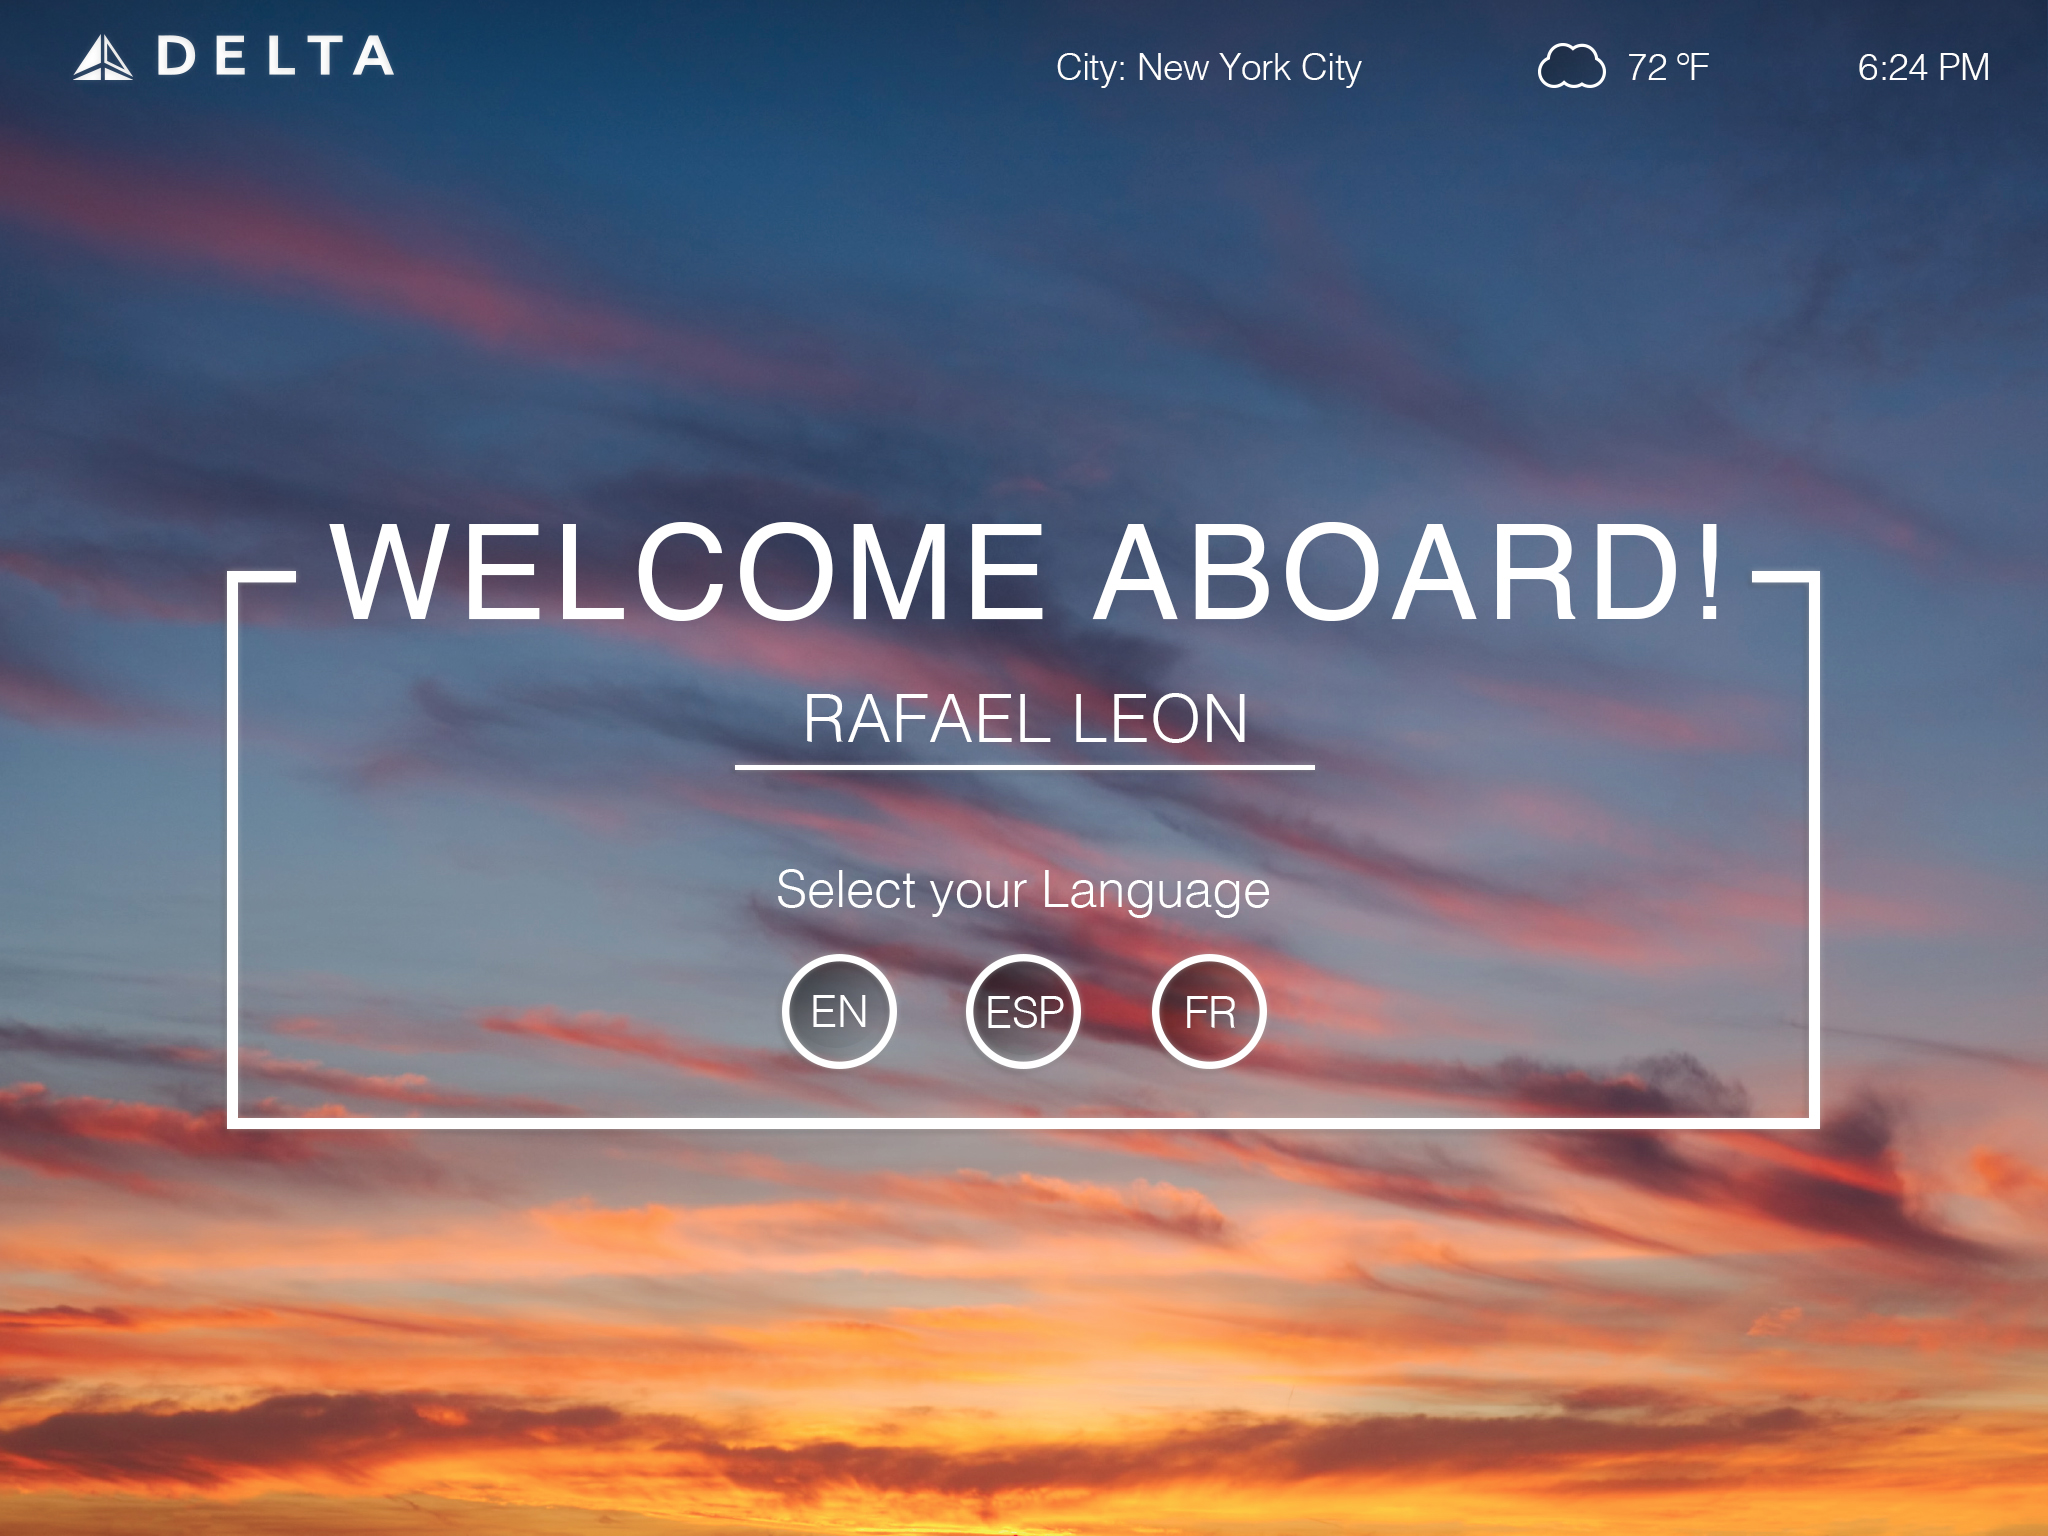 DELTA
City: New York City
72 ºF
6:24 PM
WELCOME ABOARD!
RAFAEL LEON
Select your Language
EN
ESP
FR